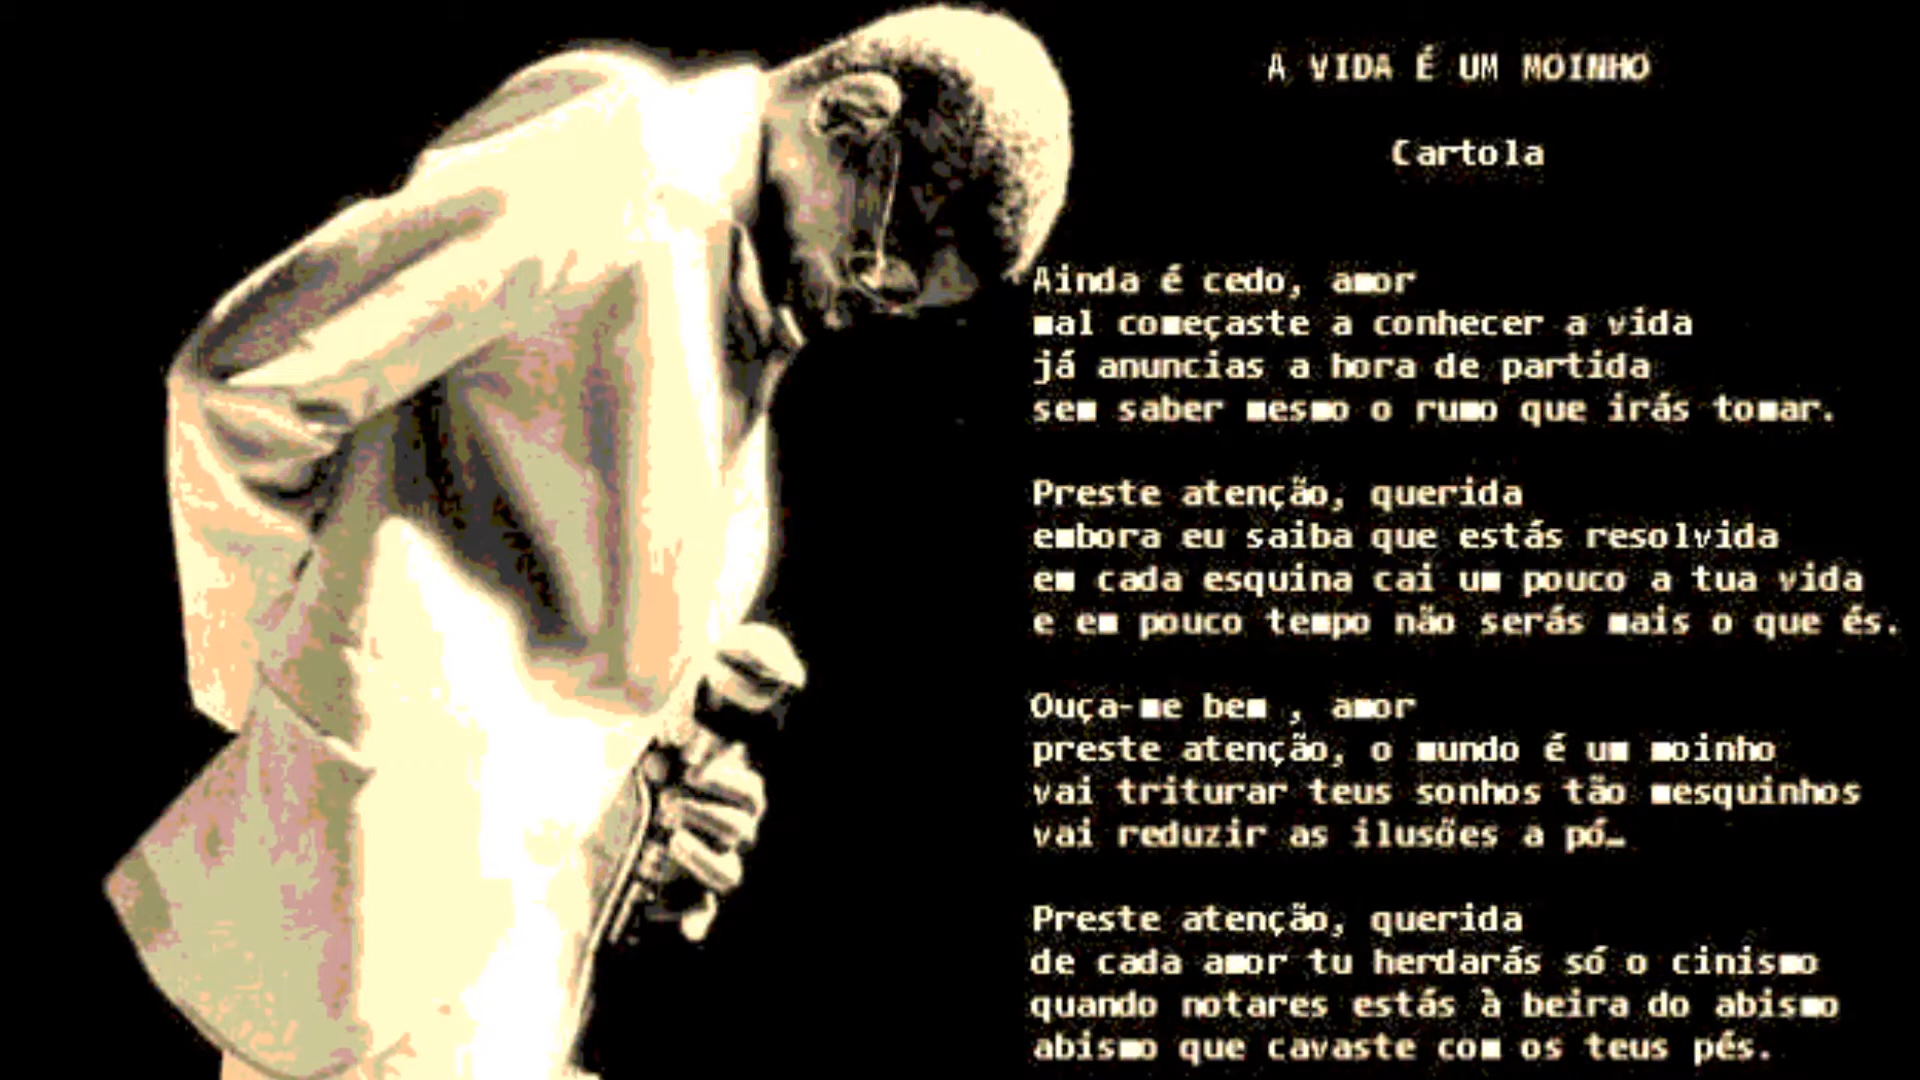 A VIDA É UM MOINHO
Cartola
Ainda é cedo, amor
mal começaste a conhecer a vida
já anuncias a hora de partida
sem saber mesmo o rumo que irás tomar.
Preste atenção, querida
embora eu saiba que estás resolvida
em cada esquina cai um pouco a tua vida
e em pouco tempo não serás mais o que és.
Ouça-me bem , amor
preste atenção, o mundo é um moinho
vai triturar teus sonhos tão mesquinhos
vai reduzir as ilusões a pó…
Preste atenção, querida
de cada amor tu herdarás só o cinismo
quando notares estás à beira do abismo
abismo que cavaste com os teus pés.